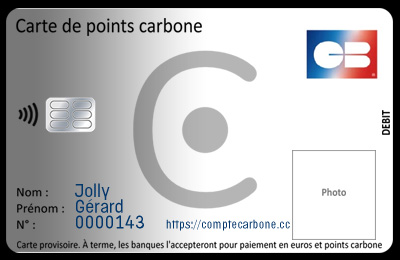 Carte de points carbone
CB
DEBIT
Nom : Jolly
Prénom : Gérard
N° : 0000143
https://comptecarbone.cc
Photo
Carte provisoire. À terme, les banques l'accepteront pour paiement en euros et points carbone